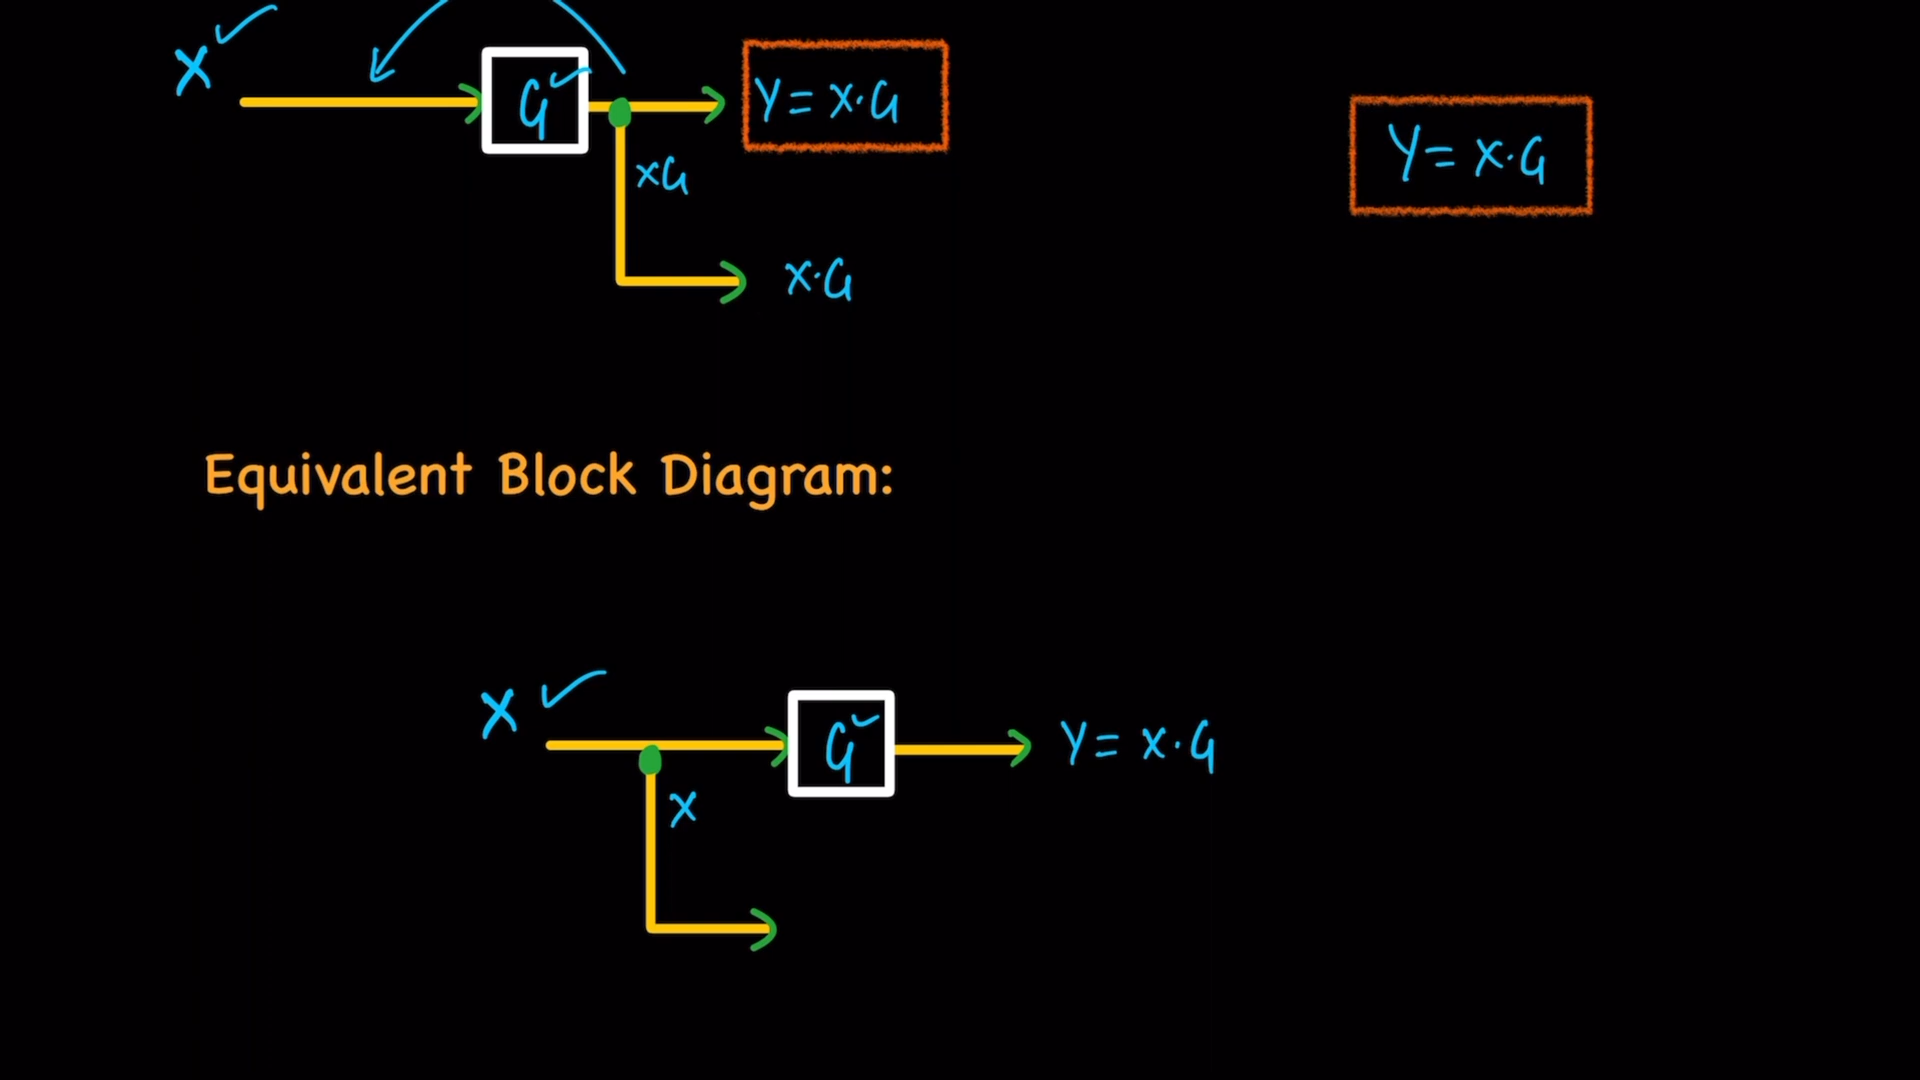 X
G
Y = X·G
Y = X·G
XG
X·G
Equivalent Block Diagram:
X
G
Y = X·G
X